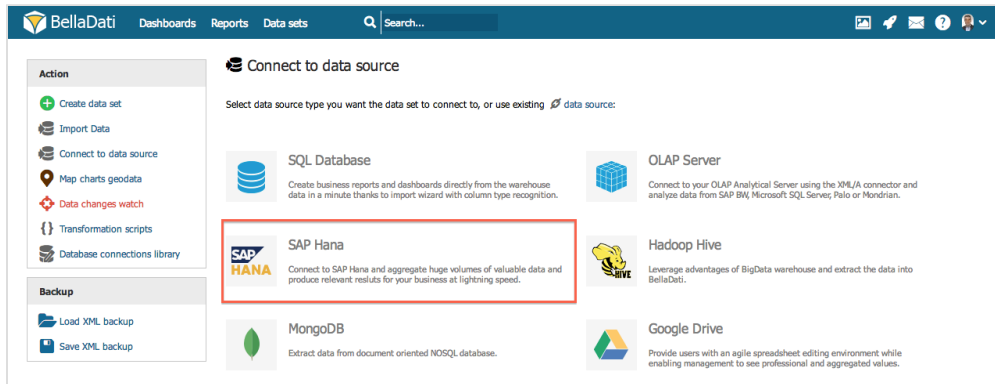 BellaDati Dashboards Reports Data sets Search...
Action
Create data set
Import Data
Connect to data source
Map charts geodata
Data changes watch
Transformation scripts
Database connections library
Backup
Load XML backup
Save XML backup
Connect to data source
Select data source type you want the data set to connect to, or use existing data source:
SQL Database
Create business reports and dashboards directly from the warehouse
data in a minute thanks to import wizard with column type recognition.
OLAP Server
Connect to your OLAP Analytical Server using the XML/A connector and
analyze data from SAP BW, Microsoft SQL Server, Palo or Mondrian.
SAP
HANA
SAP Hana
Connect to SAP Hana and aggregate huge volumes of valuable data and
produce relevant resluts for your business at lightning speed.
HIVE
Hadoop Hive
Leverage advantages of BigData warehouse and extract the data into
BellaDati.
MongoDB
Extract data from document oriented NOSQL database.
Google Drive
Provide users with an agile spreadsheet editing environment while
enabling management to see professional and aggregated values.